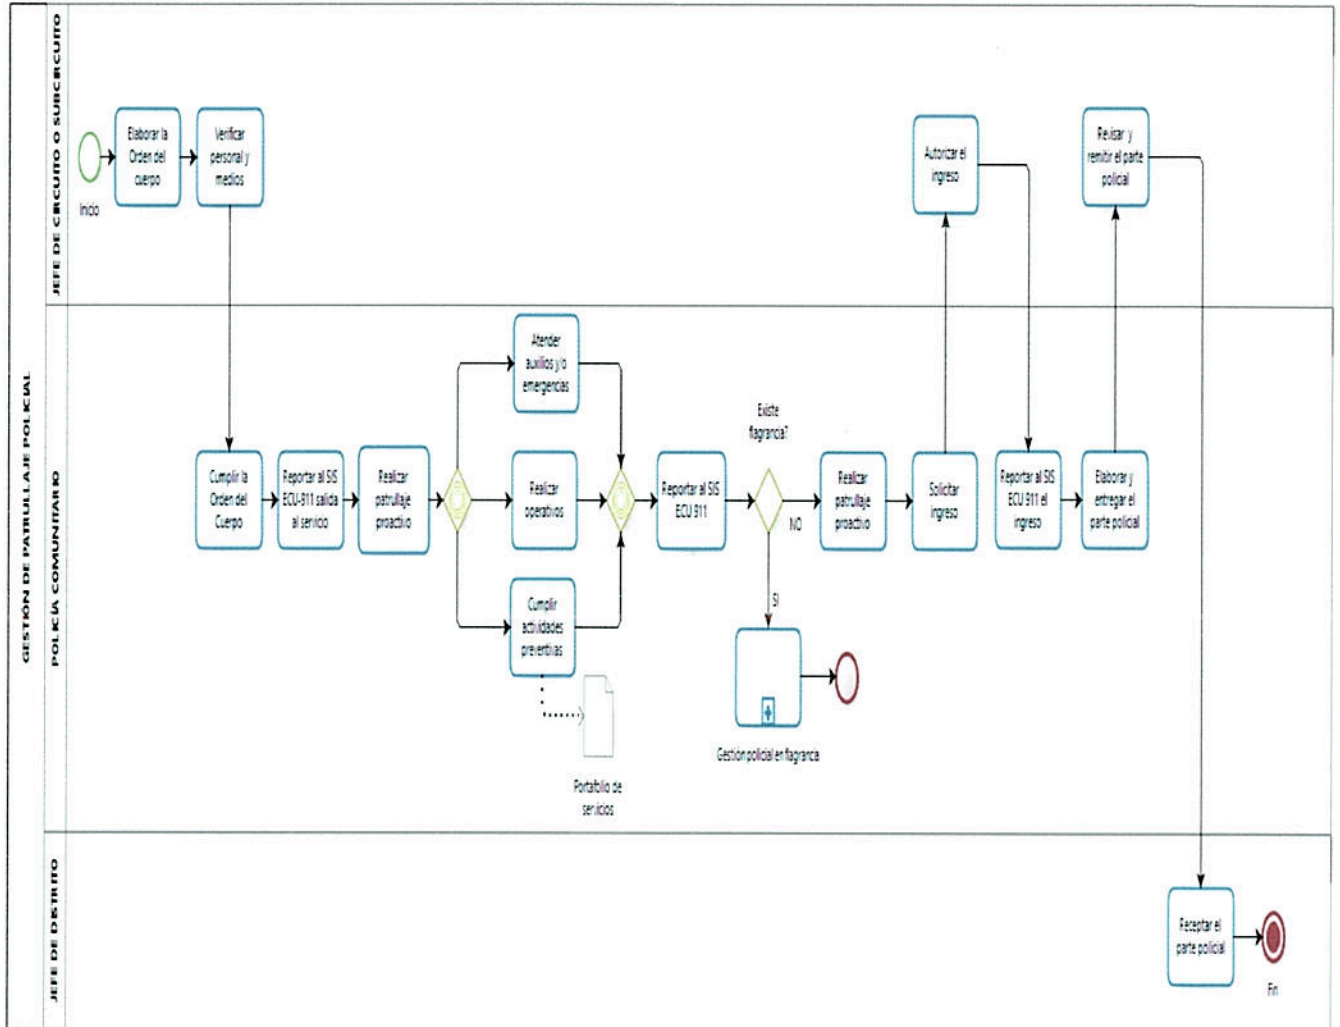 GESTIÓN DE PATRULLAJE POLICIAL
JEFE DE CIRCUITO O SUBCIRCUITO
Inicio
Elaborar la
Orden del
cuerpo
Verificar
personal y
medios
Autorizar el
ingreso
Revisar y
remitir el parte
policial
POLICÍA COMUNITARIO
Cumplir la
Orden del
Cuerpo
Reportar al SIS
ECU-911 salida
al servicio
Realizar
patrullaje
proactivo
Atender
auxilios y/o
emergencias
Realizar
operativos
Cumplir
actividades
preventivas
Portafolio de
servicios
Reportar al SIS
ECU 911
Existe
flagrancia?
NO
SI
Gestión policial en flagrancia
Realizar
patrullaje
proactivo
Solicitar
ingreso
Reportar al SIS
ECU 911 el
ingreso
Elaborar y
entregar el
parte policial
JEFE DE DISTRITO
Receptar el
parte policial
Fin